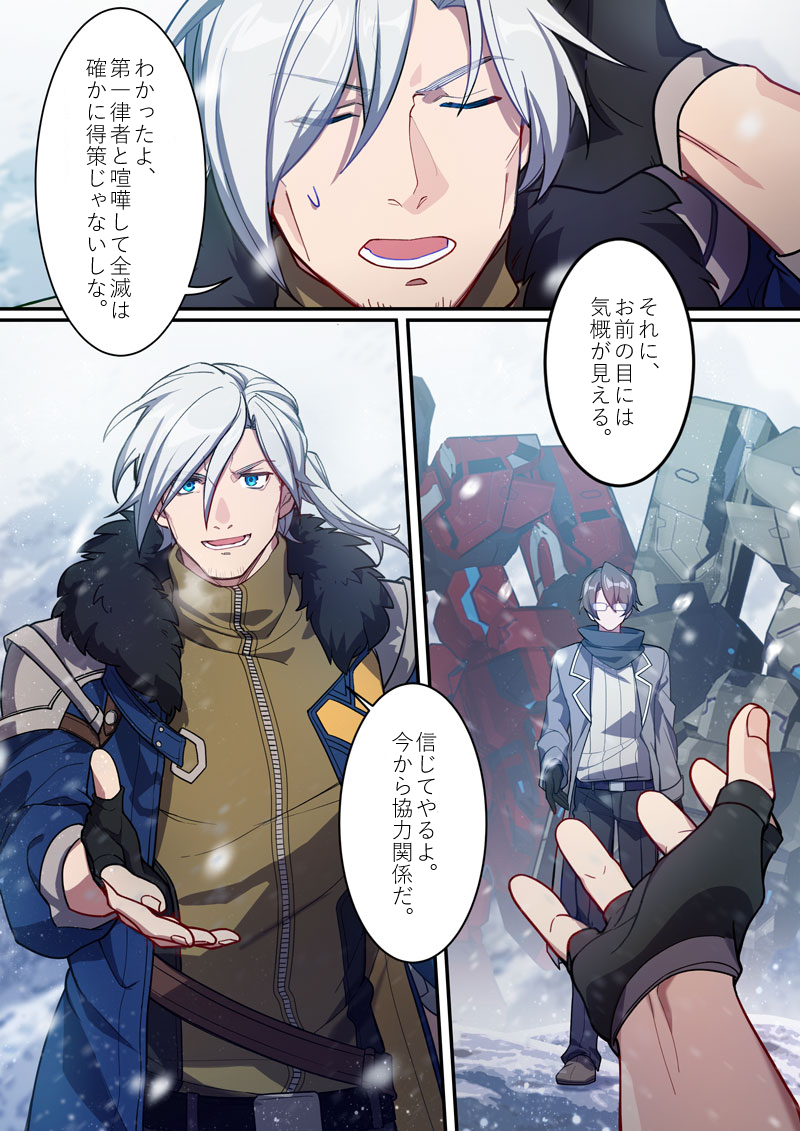 わかったよ、
第一律者と喧嘩して全滅は
確かに得策じゃないしな。
それに、
お前の目には
気概が見える。
信じてやるよ。
今から協力関係だ。